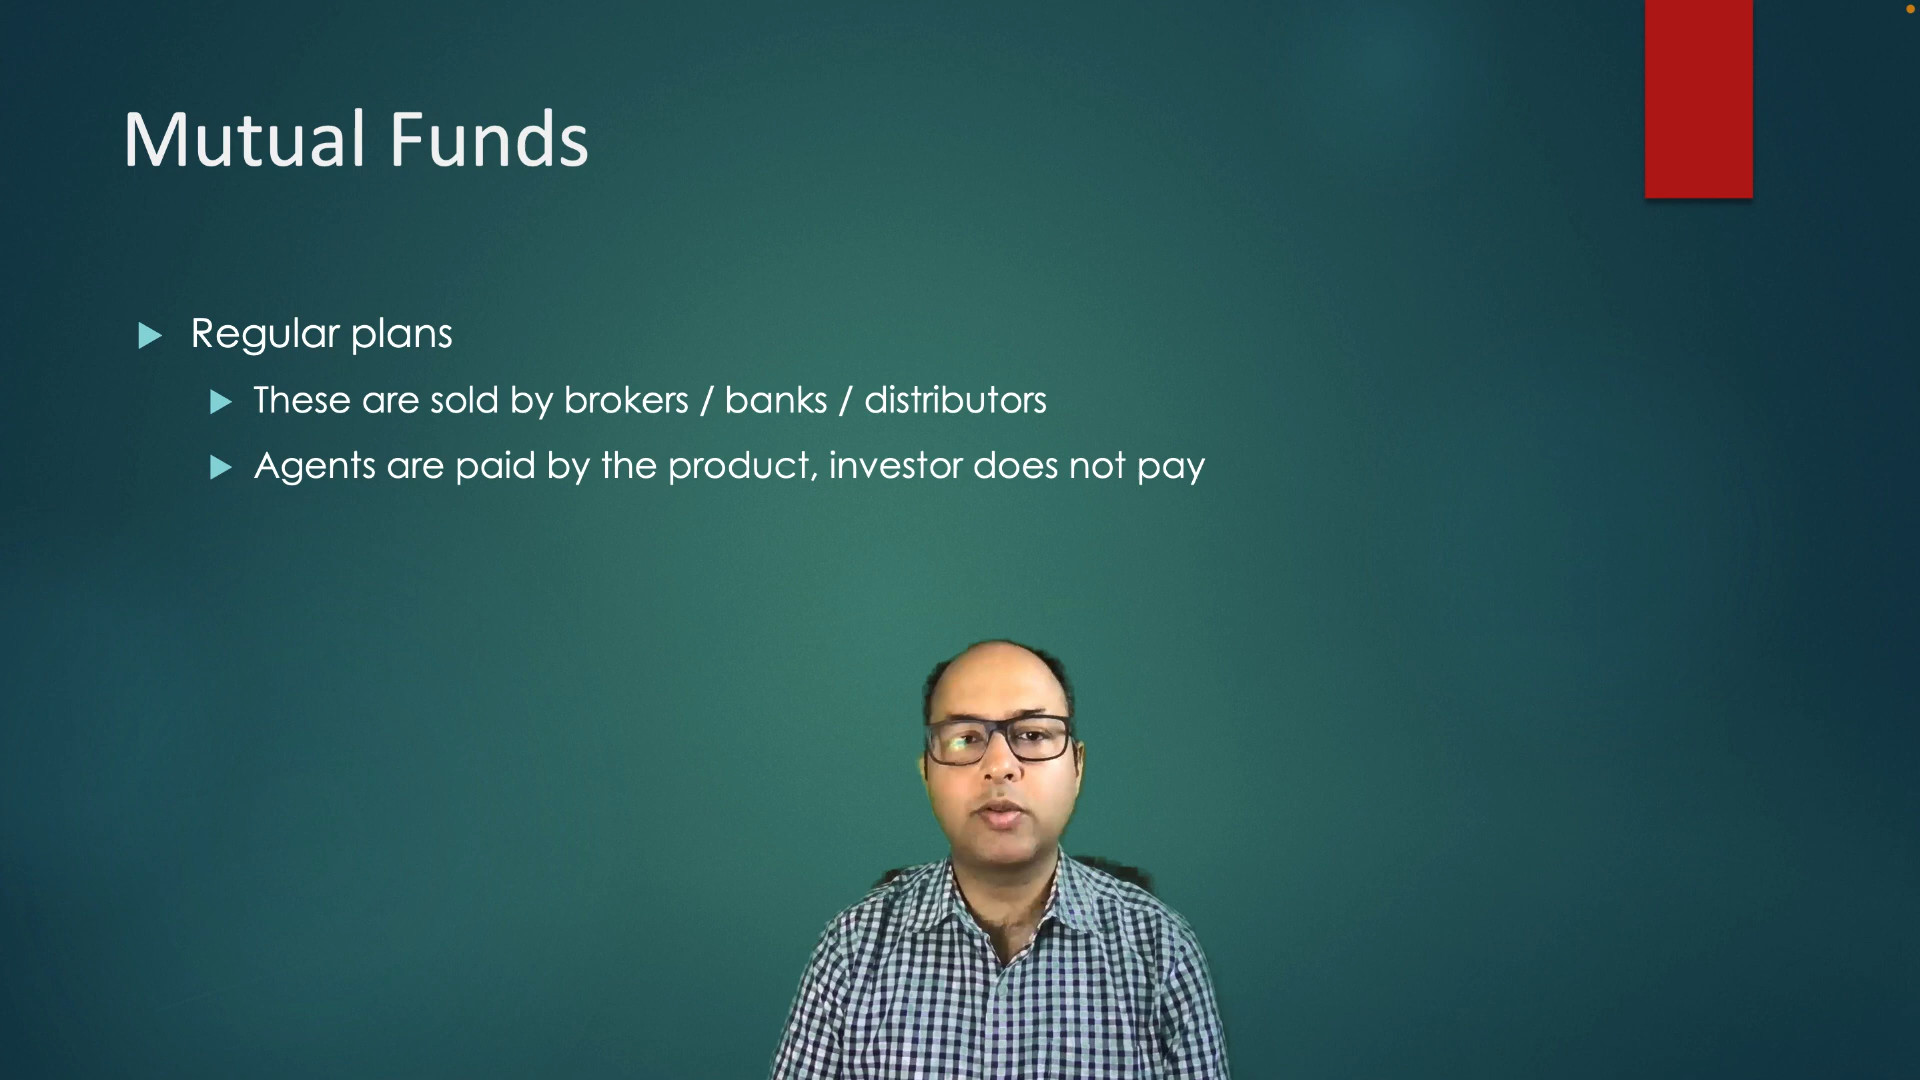 Mutual Funds
Regular plans
These are sold by brokers / banks / distributors
Agents are paid by the product, investor does not pay